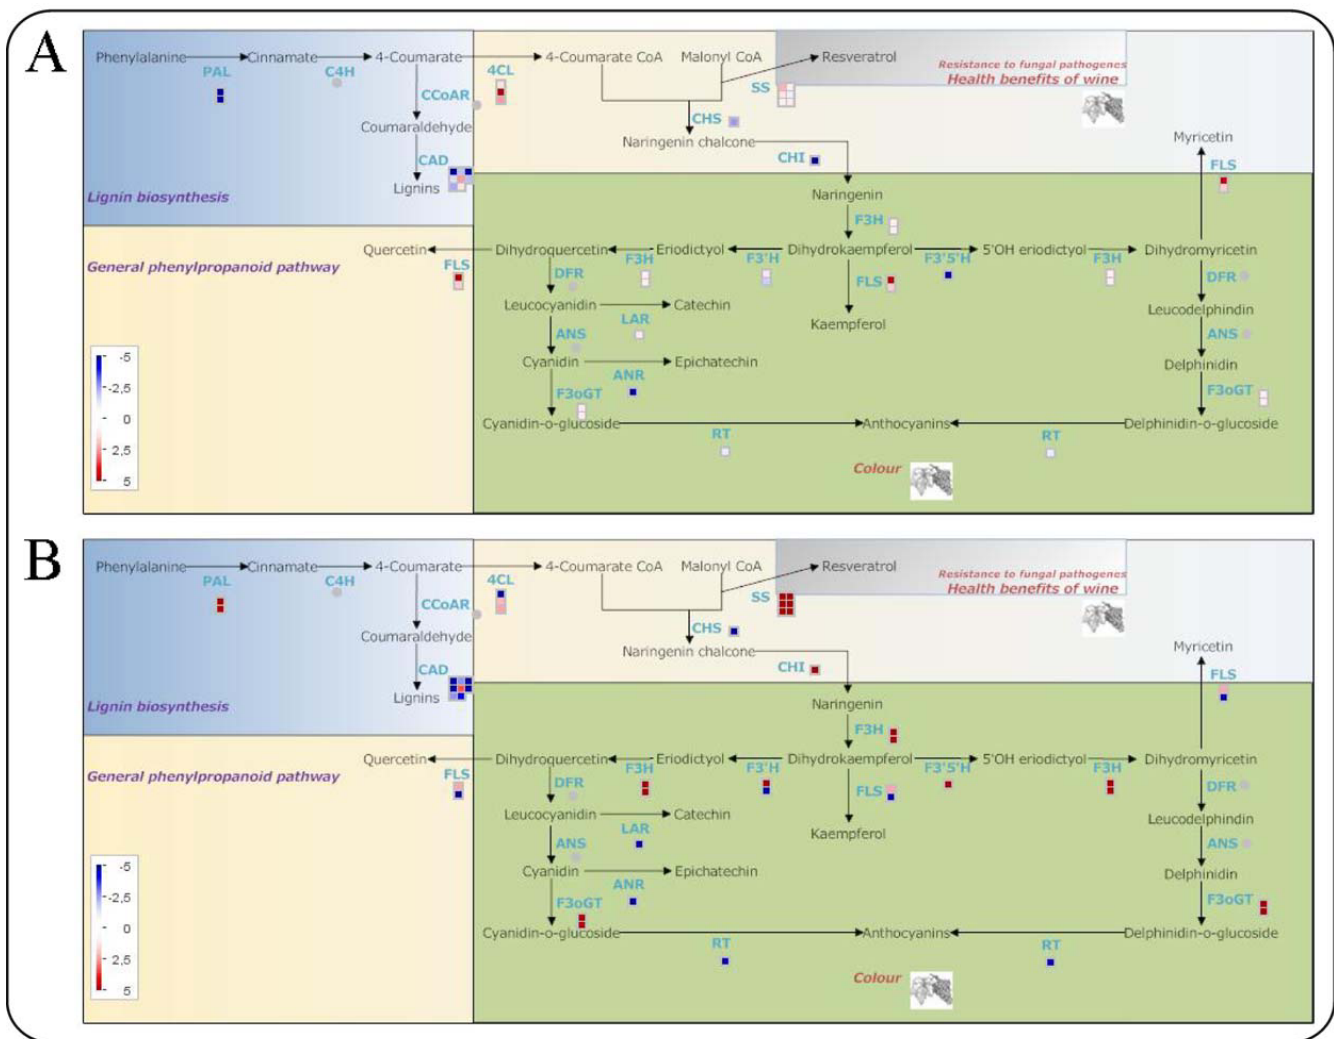 A
Phenylalanine Cinnamate 4-Coumarate 4-Coumarate CoA Malonyl CoA Resveratrol
Resistance to fungal pathogenes
PAL C4H 4CL Health benefits of wine
CCoAR SS
CHS
Coumaraldehyde
Naringenin chalcone Myricetin
CAD CHI FLS
Lignins
Lignin biosynthesis Naringenin
F3H
Quercetin Dihydroquercetin Eriodictyol Dihydrokaempferol 5'OH eriodictyol Dihydromyricetin
General phenylpropanoid pathway FLS F3H F3'H F3'5'H F3H
DFR FLS DFR
Leucocyanidin Catechin Leucodelphindin
LAR Kaempferol
ANS ANS
Cyanidin Epichatechin Delphinidin
ANR
F3oGT F3oGT
Cyanidin-o-glucoside Anthocyanins Delphinidin-o-glucoside
RT RT
Colour
-5
-2,5
0
2,5
5
B
Phenylalanine Cinnamate 4-Coumarate 4-Coumarate CoA Malonyl CoA Resveratrol
Resistance to fungal pathogenes
PAL C4H 4CL Health benefits of wine
CCoAR SS
CHS
Coumaraldehyde
Naringenin chalcone Myricetin
CAD CHI FLS
Lignins
Lignin biosynthesis Naringenin
F3H
Quercetin Dihydroquercetin Eriodictyol Dihydrokaempferol 5'OH eriodictyol Dihydromyricetin
General phenylpropanoid pathway FLS F3H F3'H F3'5'H F3H
DFR FLS DFR
Leucocyanidin Catechin Leucodelphindin
LAR Kaempferol
ANS ANS
Cyanidin Epichatechin Delphinidin
ANR
F3oGT F3oGT
Cyanidin-o-glucoside Anthocyanins Delphinidin-o-glucoside
RT RT
Colour
-5
-2,5
0
2,5
5